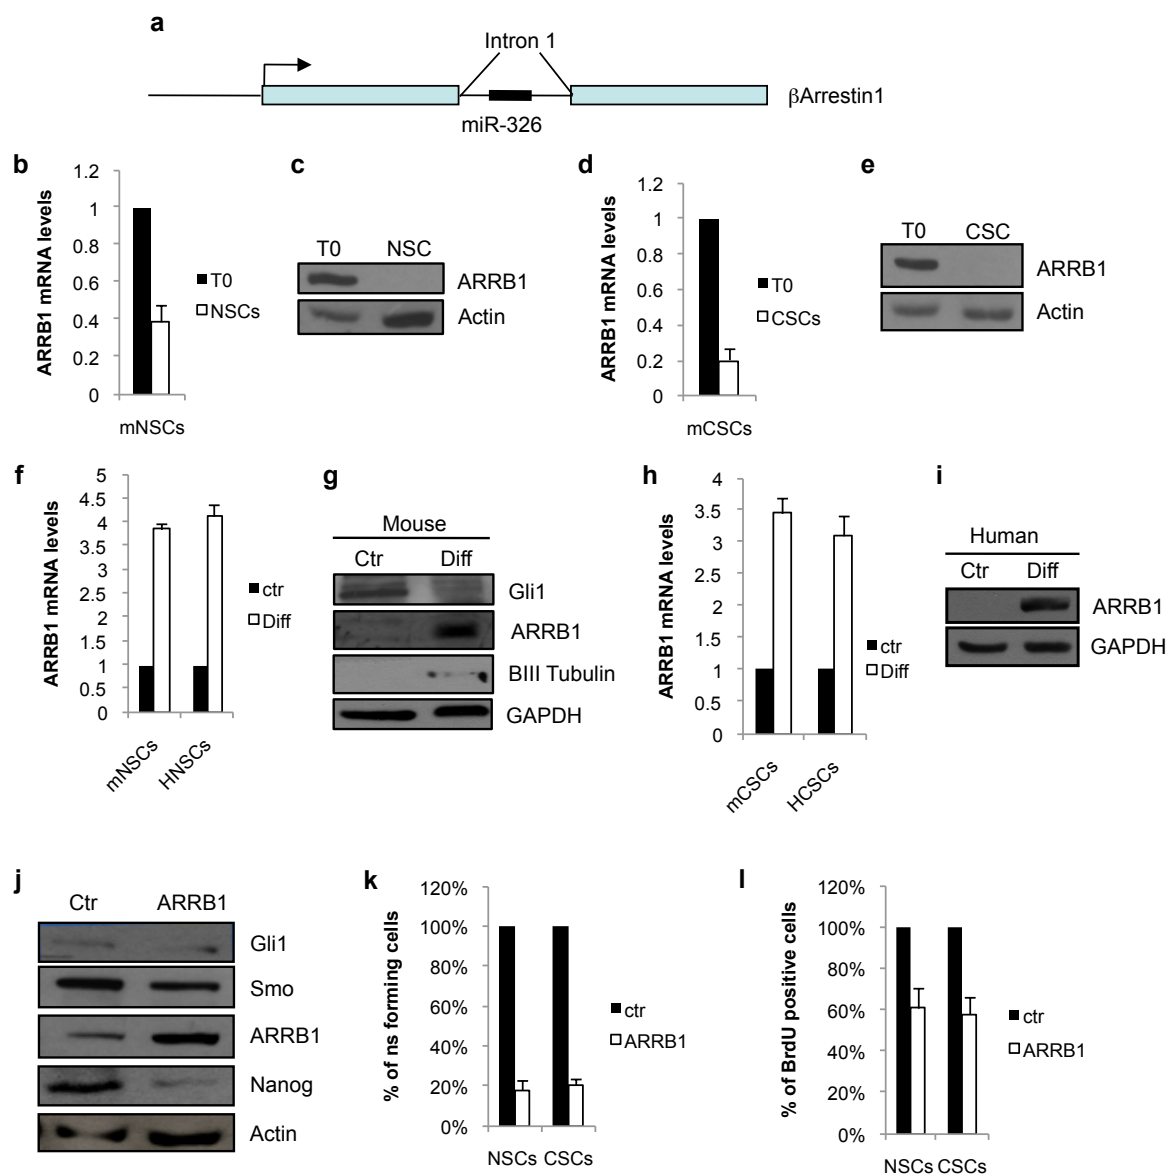 a
Intron 1
βArrestin1
miR-326
b
ARRB1 mRNA levels
1.2
1
0.8
0.6
0.4
0.2
0
T0
NSCs
mNSCs
c
T0 NSC
ARRB1
Actin
d
ARRB1 mRNA levels
1.2
1
0.8
0.6
0.4
0.2
0
T0
CSCs
mCSCs
e
T0 CSC
ARRB1
Actin
f
ARRB1 mRNA levels
5
4.5
4
3.5
3
2.5
2
1.5
1
0.5
0
ctr
Diff
mNSCs
HNSCs
g
Mouse
Ctr Diff
Gli1
ARRB1
BIII Tubulin
GAPDH
h
ARRB1 mRNA levels
4
3.5
3
2.5
2
1.5
1
0.5
0
ctr
Diff
mCSCs
HCSCs
i
Human
Ctr Diff
ARRB1
GAPDH
j
Ctr ARRB1
Gli1
Smo
ARRB1
Nanog
Actin
k
% of ns forming cells
120%
100%
80%
60%
40%
20%
0%
ctr
ARRB1
NSCs CSCs
l
% of BrdU positive cells
120%
100%
80%
60%
40%
20%
0%
ctr
ARRB1
NSCs CSCs